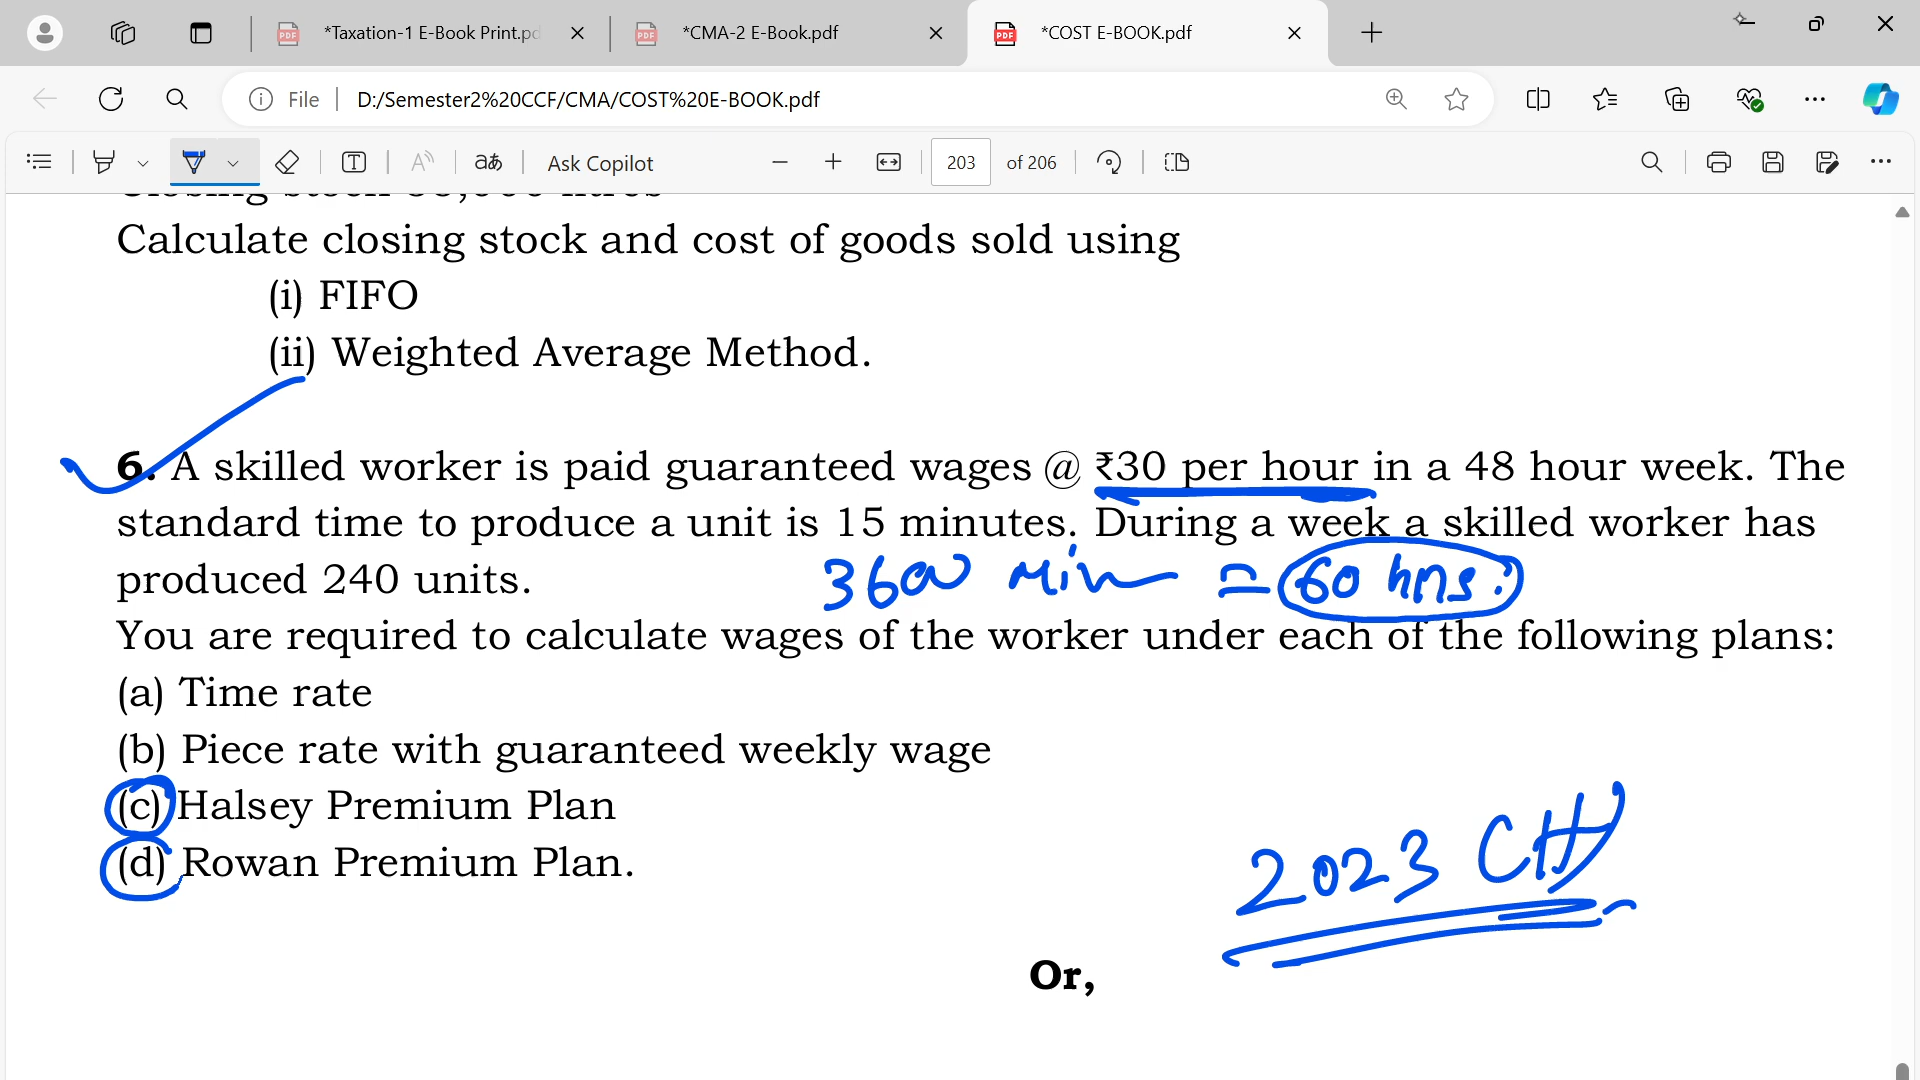 *Taxation-1 E-Book Print.pd
*CMA-2 E-Book.pdf
*COST E-BOOK.pdf
File
D:/Semester2%20CCF/CMA/COST%20E-BOOK.pdf
aあ
Ask Copilot
203
of 206
Calculate closing stock and cost of goods sold using
(i) FIFO
(ii) Weighted Average Method.
6. A skilled worker is paid guaranteed wages @ ₹30 per hour in a 48 hour week. The
standard time to produce a unit is 15 minutes. During a week a skilled worker has
produced 240 units.
3600 Min = 60 hrs.
You are required to calculate wages of the worker under each of the following plans:
(a) Time rate
(b) Piece rate with guaranteed weekly wage
(c) Halsey Premium Plan
(d) Rowan Premium Plan.
2023 CH
Or,